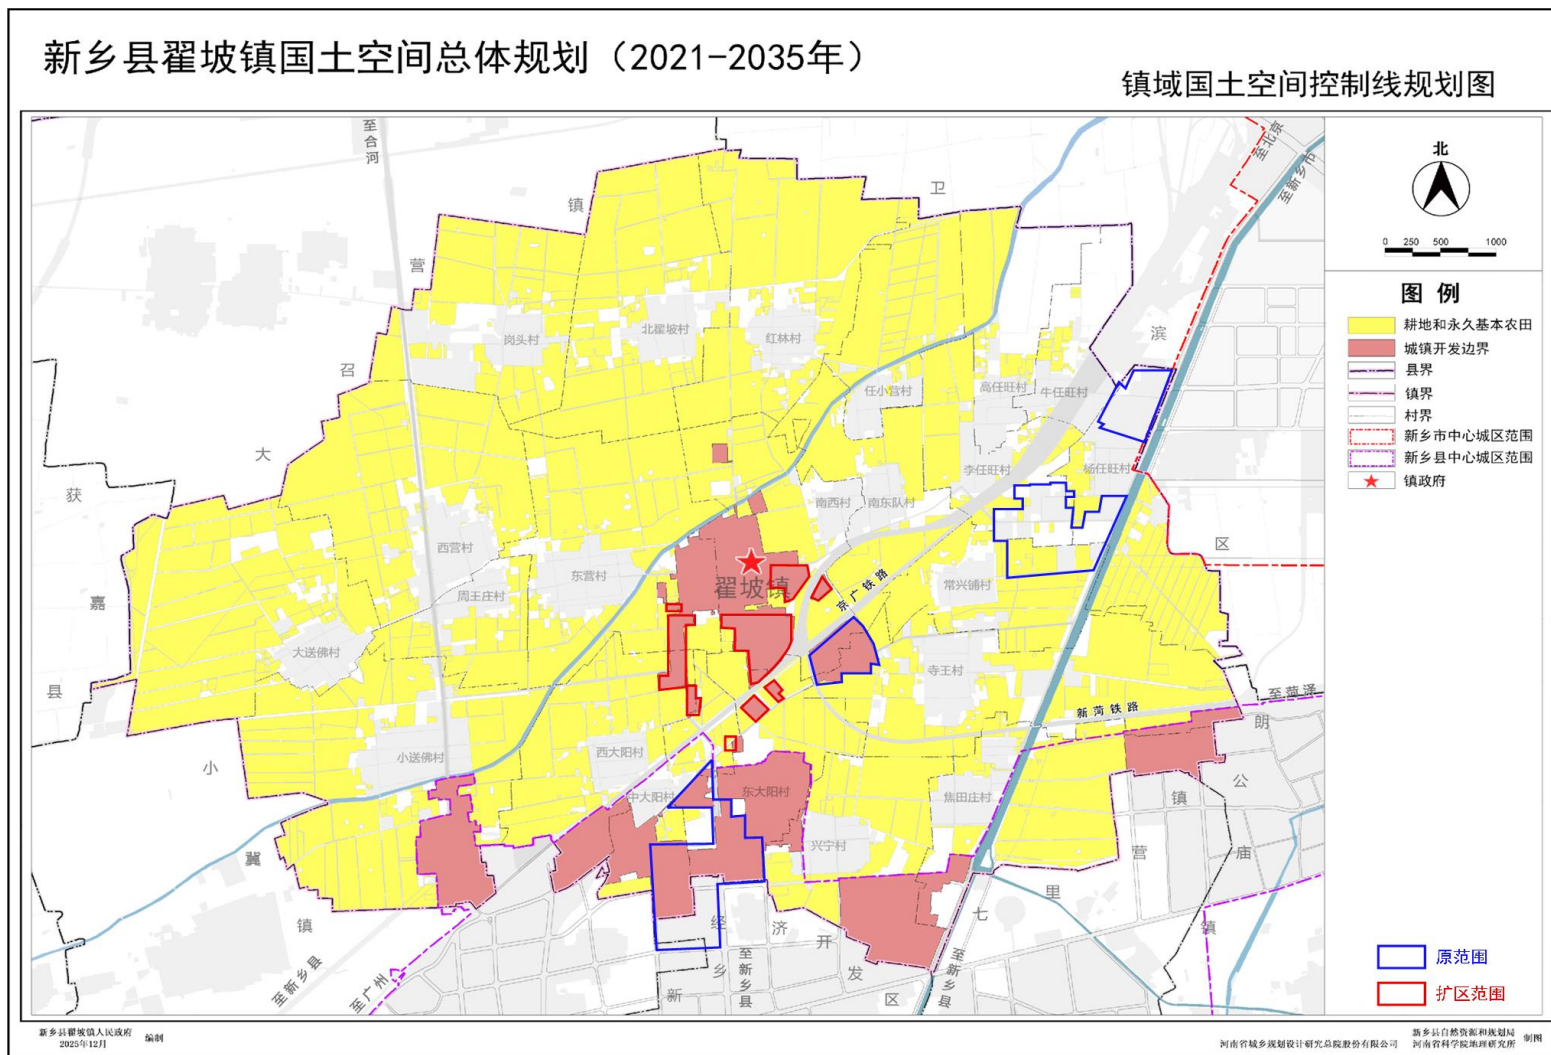 新乡县翟坡镇国土空间总体规划（2021-2035年）
镇域国土空间控制线规划图
至合河
至北京
至新乡市
镇
卫
营
召
大
获
嘉
县
小
冀
镇
滨
区
岗头村
北翟坡村
红林村
任小营村
高任旺村
牛任旺村
李任旺村
杨任旺村
南西村
南东队村
西营村
东营村
周王庄村
翟坡镇
京广铁路
常兴铺村
大送佛村
寺王村
新菏铁路
至菏泽
朗
公
庙
镇
小送佛村
西大阳村
中大阳村
东大阳村
兴宁村
焦田庄村
七
里
营
镇
新
乡
经
济
开
发
区
至新乡县
至广州
至新乡县
至新乡县
北
0 250 500 1000
图例
耕地和永久基本农田
城镇开发边界
县界
镇界
村界
新乡市中心城区范围
新乡县中心城区范围
镇政府
原范围
扩区范围
新乡县翟坡镇人民政府
2025年12月
编制
河南省城乡规划设计研究总院股份有限公司
新乡县自然资源和规划局
河南省科学院地理研究所
制图